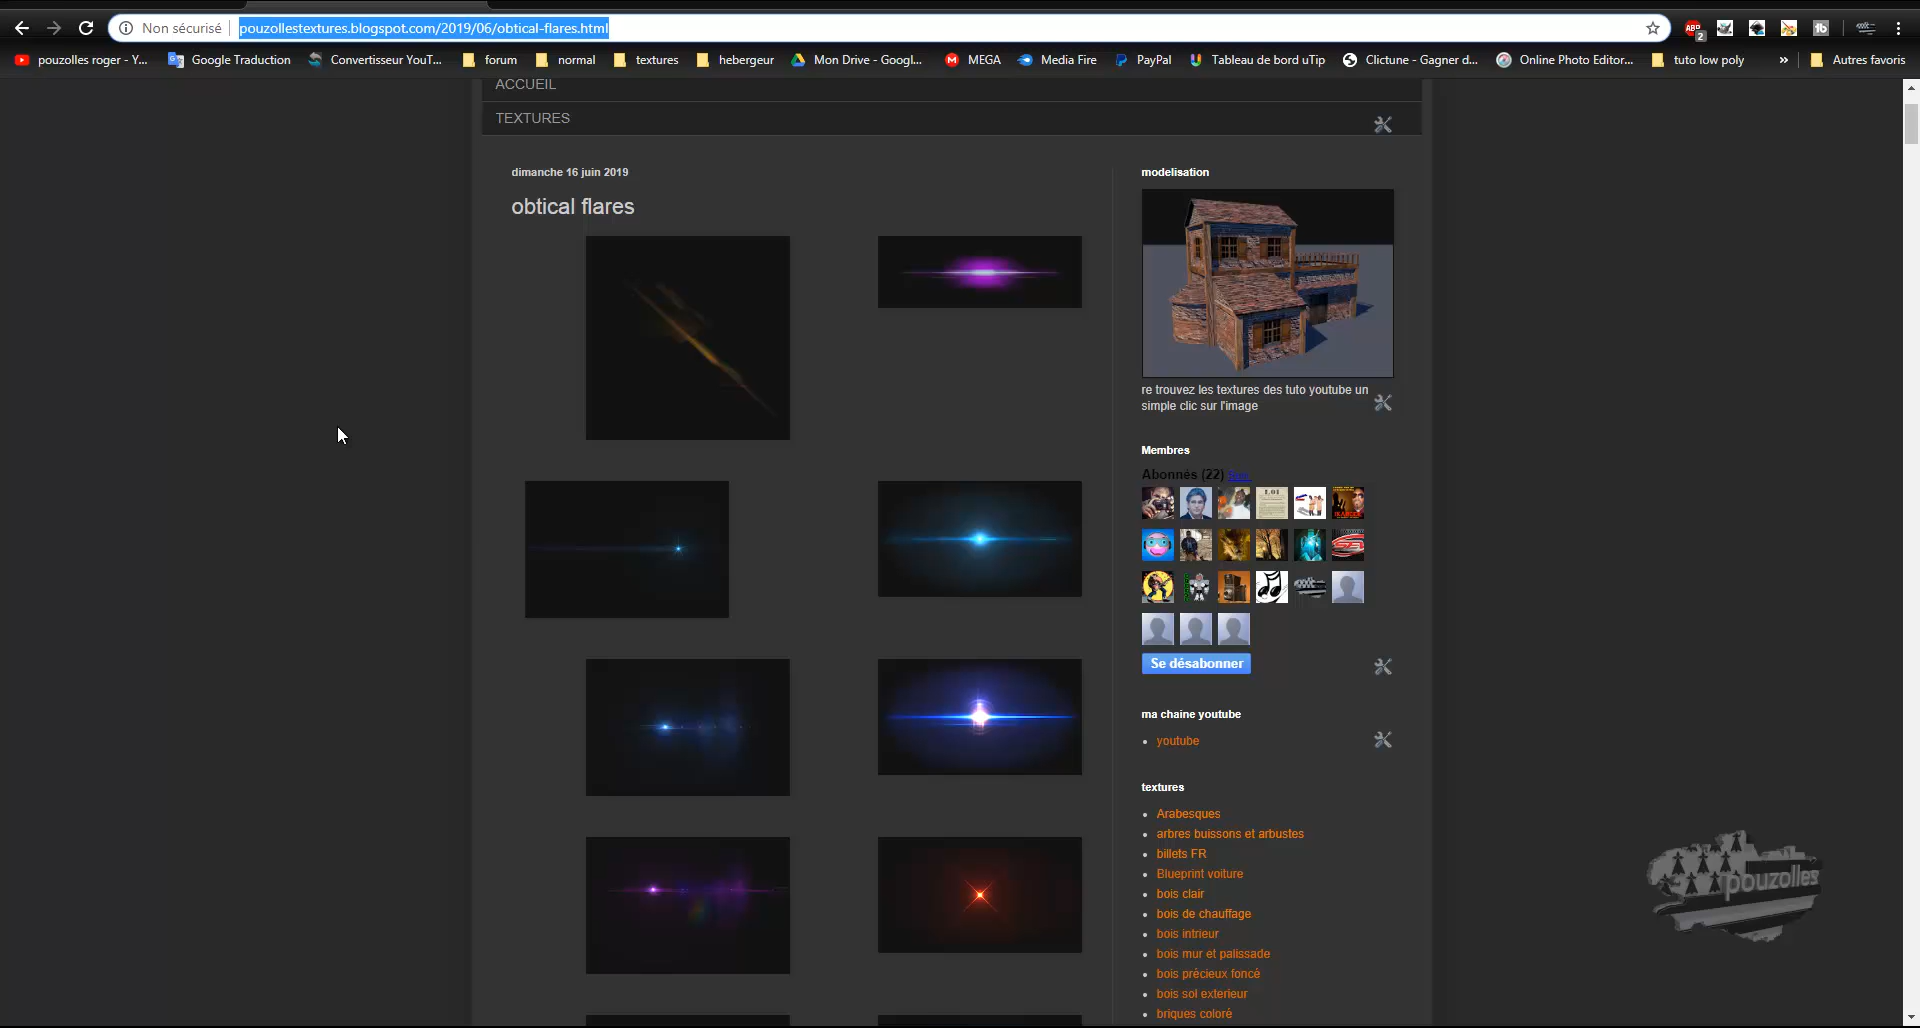 Non sécurisé
pouzollestextures.blogspot.com/2019/06/obtical-flares.html
ABP
2
tb
pouzolles roger - Y...
Google Traduction
Convertisseur YouT...
forum
normal
textures
hebergeur
Mon Drive - Googl...
MEGA
Media Fire
PayPal
Tableau de bord uTip
Clictune - Gagner d...
Online Photo Editor...
tuto low poly
»
Autres favoris
ACCUEIL
TEXTURES
dimanche 16 juin 2019
obtical flares
modelisation
re trouvez les textures des tuto youtube un
simple clic sur l'image
Membres
Abonnés (22)
Se désabonner
ma chaine youtube
youtube
textures
Arabesques
arbres buissons et arbustes
billets FR
Blueprint voiture
bois clair
bois de chauffage
bois intrieur
bois mur et palissade
bois précieux foncé
bois sol exterieur
briques coloré
pouzolles